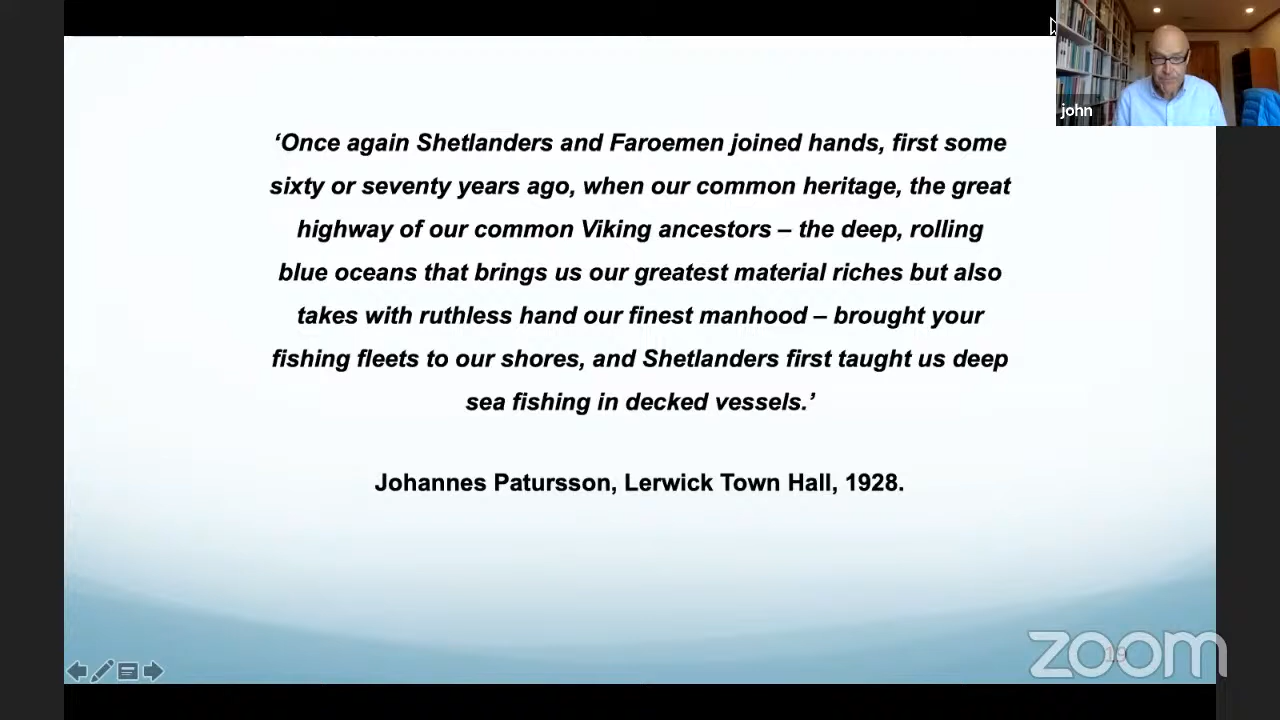 john
‘Once again Shetlanders and Faroemen joined hands, first some
sixty or seventy years ago, when our common heritage, the great
highway of our common Viking ancestors – the deep, rolling
blue oceans that brings us our greatest material riches but also
takes with ruthless hand our finest manhood – brought your
fishing fleets to our shores, and Shetlanders first taught us deep
sea fishing in decked vessels.’
Johannes Patursson, Lerwick Town Hall, 1928.
19
zoom